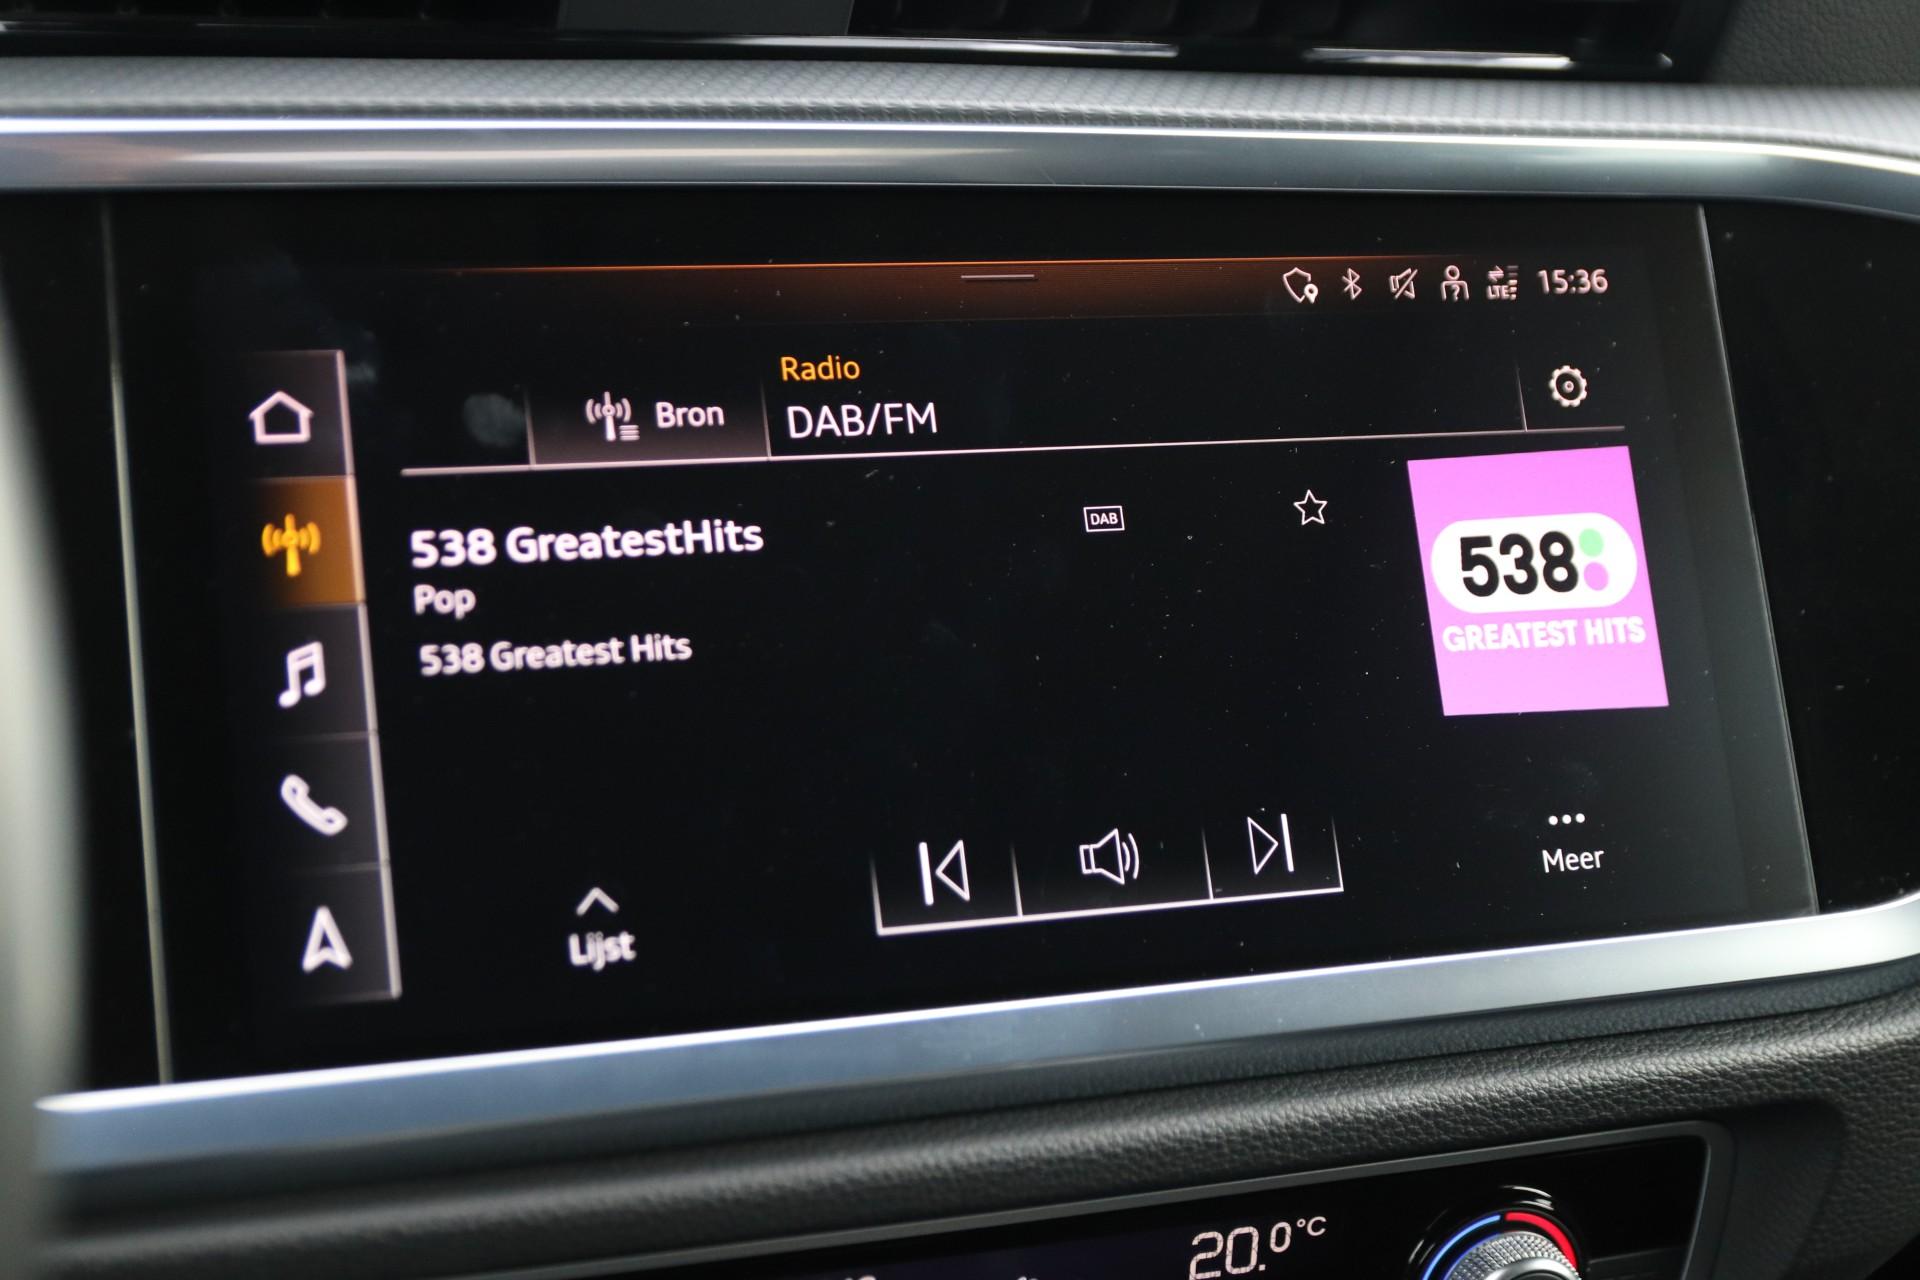 LTE 15:36
Radio
Bron DAB/FM
538 GreatestHits
DAB
Pop
538 Greatest Hits
538
GREATEST HITS
Lijst
Meer
20.0°C